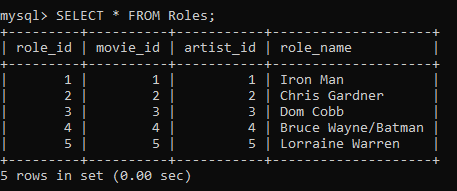 mysql> SELECT * FROM Roles;
+---------+----------+-----------+--------------------+
| role_id | movie_id | artist_id | role_name          |
+---------+----------+-----------+--------------------+
|       1 |        1 |         1 | Iron Man           |
|       2 |        2 |         2 | Chris Gardner      |
|       3 |        3 |         3 | Dom Cobb           |
|       4 |        4 |         4 | Bruce Wayne/Batman |
|       5 |        5 |         5 | Lorraine Warren    |
+---------+----------+-----------+--------------------+
5 rows in set (0.00 sec)